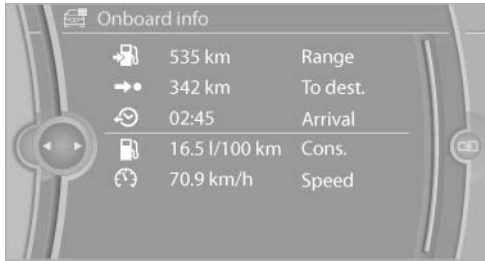 Onboard info
535 km Range
342 km To dest.
02:45 Arrival
16.5 l/100 km Cons.
70.9 km/h Speed